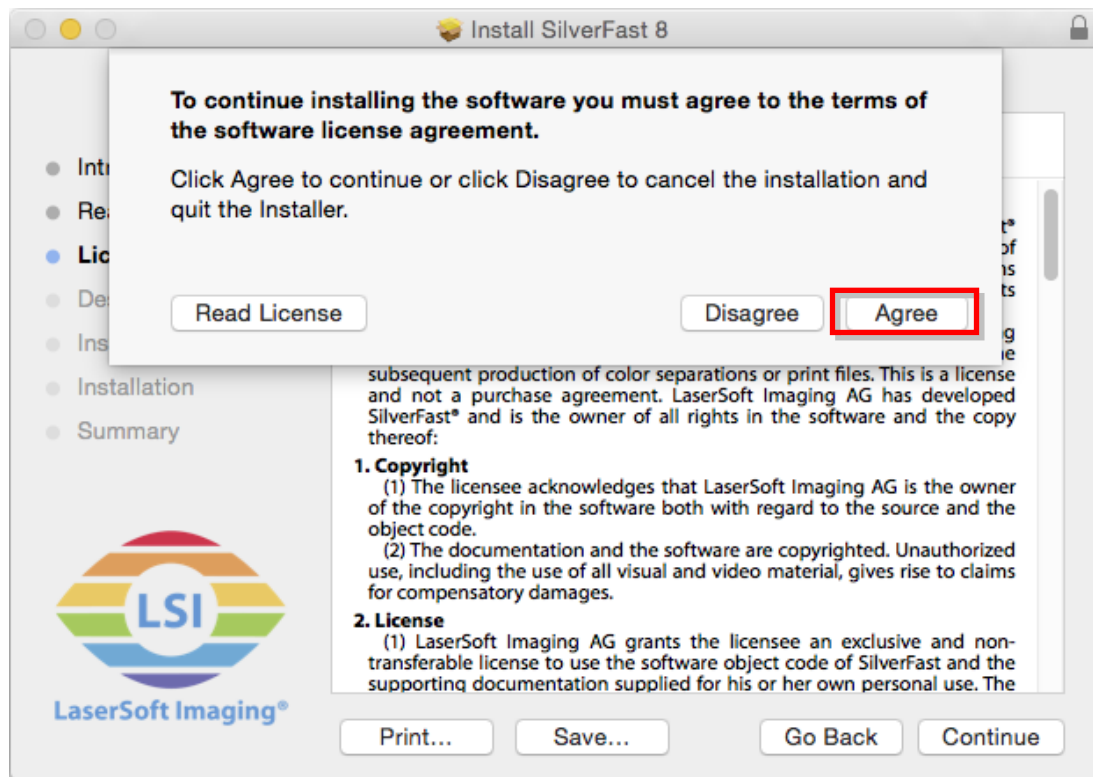 Install SilverFast 8
To continue installing the software you must agree to the terms of
the software license agreement.
Click Agree to continue or click Disagree to cancel the installation and
quit the Installer.
Read License
Disagree
Agree
Installation
Summary
subsequent production of color separations or print files. This is a license
and not a purchase agreement. LaserSoft Imaging AG has developed
SilverFast® and is the owner of all rights in the software and the copy
thereof:
1. Copyright
(1) The licensee acknowledges that LaserSoft Imaging AG is the owner
of the copyright in the software both with regard to the source and the
object code.
(2) The documentation and the software are copyrighted. Unauthorized
use, including the use of all visual and video material, gives rise to claims
for compensatory damages.
2. License
(1) LaserSoft Imaging AG grants the licensee an exclusive and non-
transferable license to use the software object code of SilverFast and the
supporting documentation supplied for his or her own personal use. The
LSI
LaserSoft Imaging®
Print...
Save...
Go Back
Continue